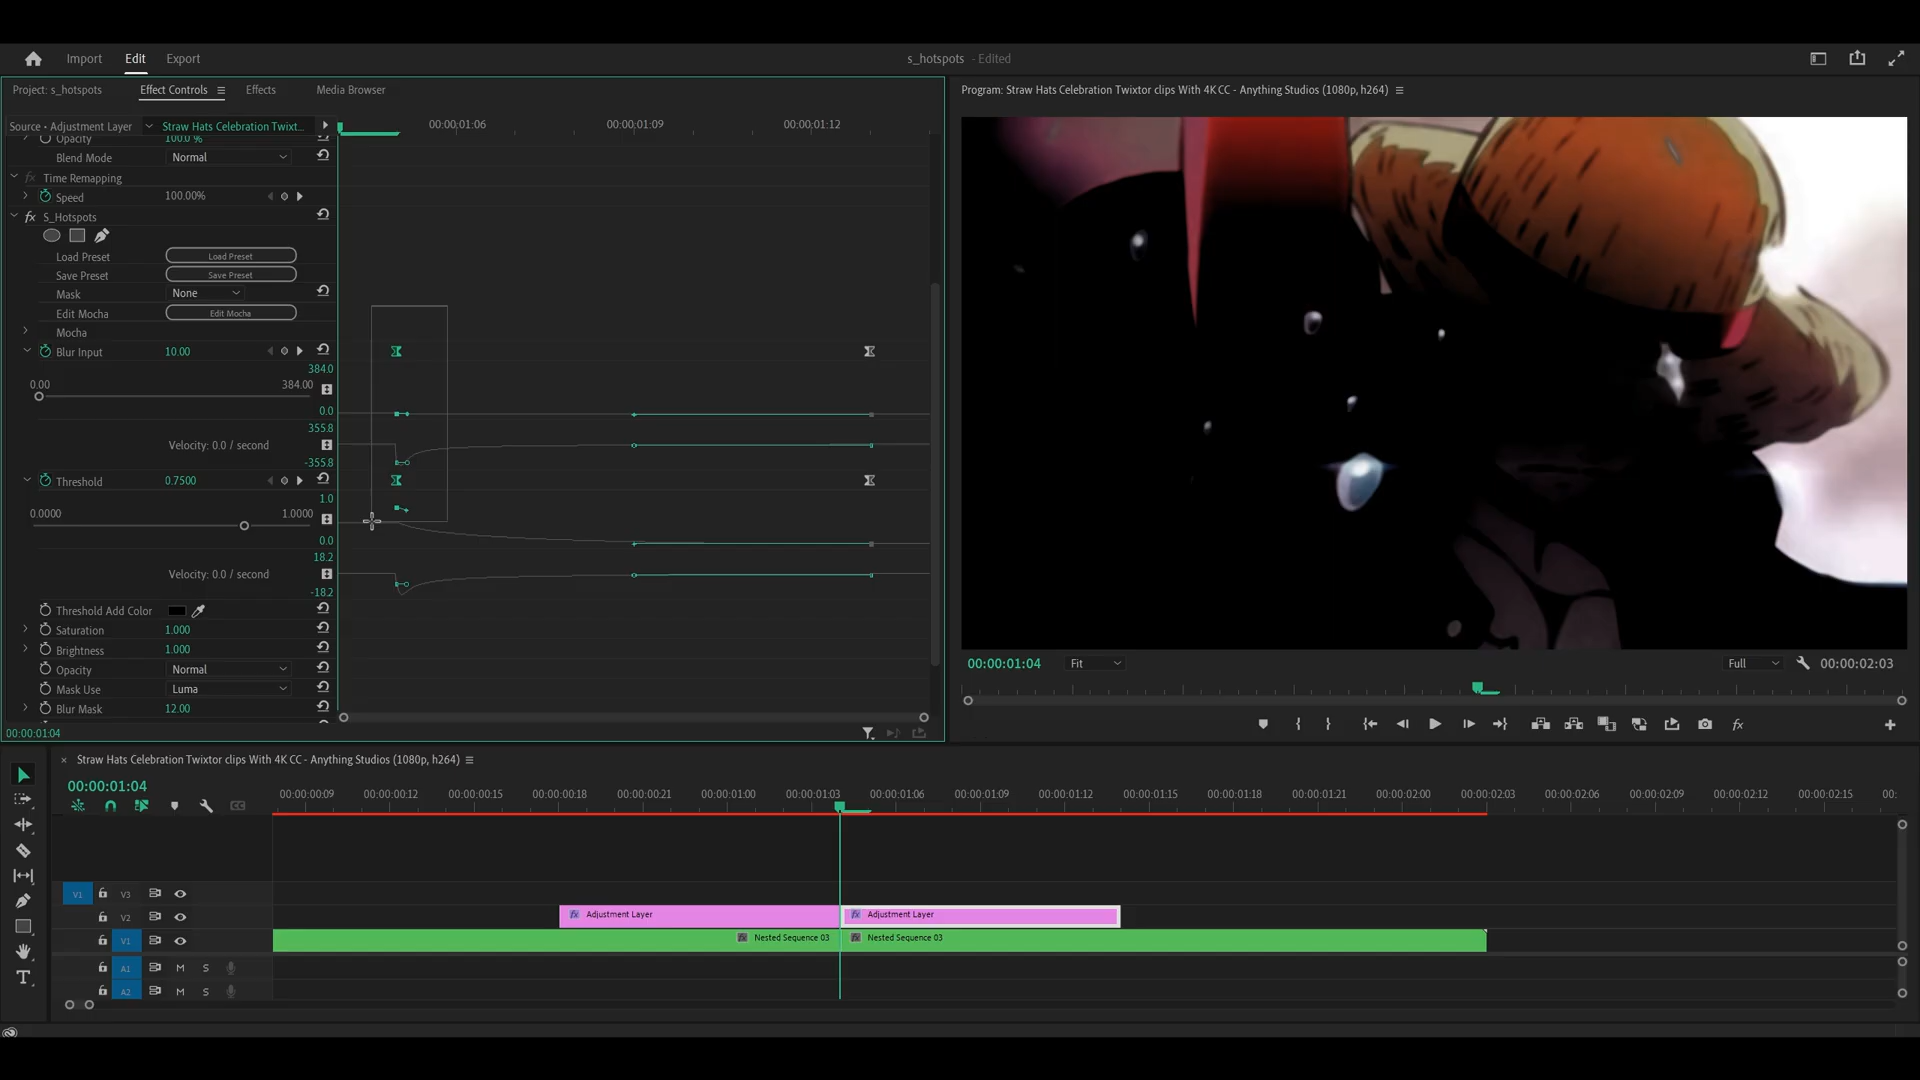 Import Edit Export s_hotspots - Edited
Project: s_hotspots Effect Controls Effects Media Browser Program: Straw Hats Celebration Twixtor clips With 4K CC - Anything Studios (1080p, h264)
Source • Adjustment Layer Straw Hats Celebration Twixt... 00:00:01:06 00:00:01:09 00:00:01:12
Opacity 100.0 %
Blend Mode Normal
Time Remapping
Speed 100.00%
fx S_Hotspots
Load Preset Load Preset
Save Preset Save Preset
Mask None
Edit Mocha Edit Mocha
Mocha
Blur Input 10.00
384.0
0.00 384.00
0.0
355.8
Velocity: 0.0 / second
-355.8
Threshold 0.7500
1.0
0.0000 1.0000
0.0
18.2
Velocity: 0.0 / second
-18.2
Threshold Add Color
Saturation 1.000
Brightness 1.000
Opacity Normal
Mask Use Luma
Blur Mask 12.00
00:00:01:04
00:00:01:04 Fit Full 00:00:02:03
fx
Straw Hats Celebration Twixtor clips With 4K CC - Anything Studios (1080p, h264)
00:00:01:04
00:00:00:09 00:00:00:12 00:00:00:15 00:00:00:18 00:00:00:21 00:00:01:00 00:00:01:03 00:00:01:06 00:00:01:09 00:00:01:12 00:00:01:15 00:00:01:18 00:00:01:21 00:00:02:00 00:00:02:03 00:00:02:06 00:00:02:09 00:00:02:12 00:00:02:15 00:
V1 V3
V2 fx Adjustment Layer fx Adjustment Layer
V1 fx Nested Sequence 03 fx Nested Sequence 03
A1 M S
A2 M S